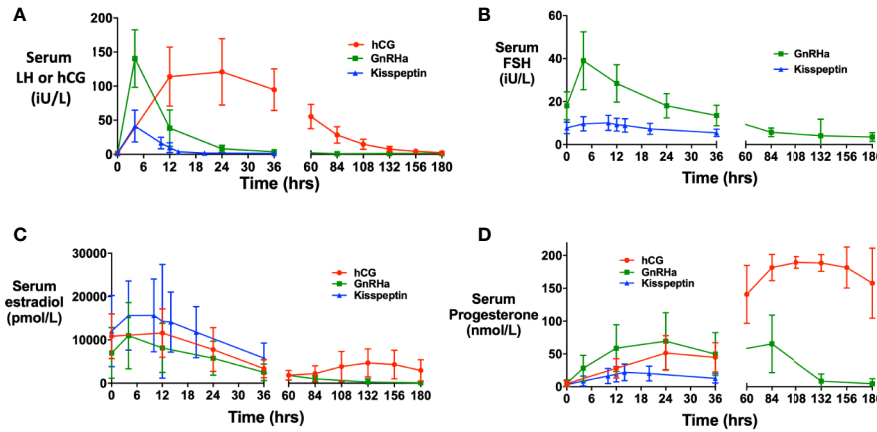 A
Serum
LH or hCG
(iU/L)
200
150
100
50
0
hCG
GnRHa
Kisspeptin
0 6 12 18 24 30 36 60 84 108 132 156 180
Time (hrs)
B
Serum
FSH
(iU/L)
60
40
20
0
GnRHa
Kisspeptin
0 6 12 18 24 30 36 60 84 108 132 156 180
Time (hrs)
C
Serum
estradiol
(pmol/L)
30000
20000
10000
0
hCG
GnRHa
Kisspeptin
0 6 12 18 24 30 36 60 84 108 132 156 180
Time (hrs)
D
Serum
Progesterone
(nmol/L)
200
150
100
50
0
hCG
GnRHa
Kisspeptin
0 6 12 18 24 30 36 60 84 108 132 156 180
Time (hrs)